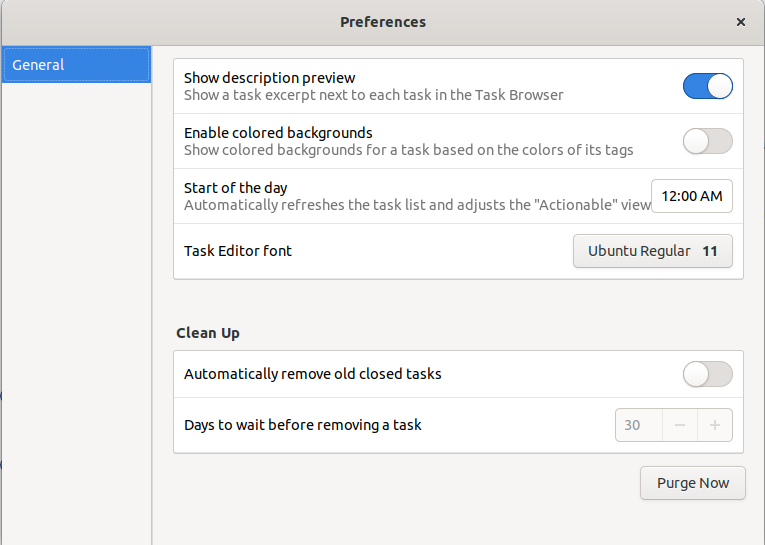 Preferences
General
Show description preview
Show a task excerpt next to each task in the Task Browser
Enable colored backgrounds
Show colored backgrounds for a task based on the colors of its tags
Start of the day
Automatically refreshes the task list and adjusts the "Actionable" view
12:00 AM
Task Editor font
Ubuntu Regular 11
Clean Up
Automatically remove old closed tasks
Days to wait before removing a task
30
Purge Now